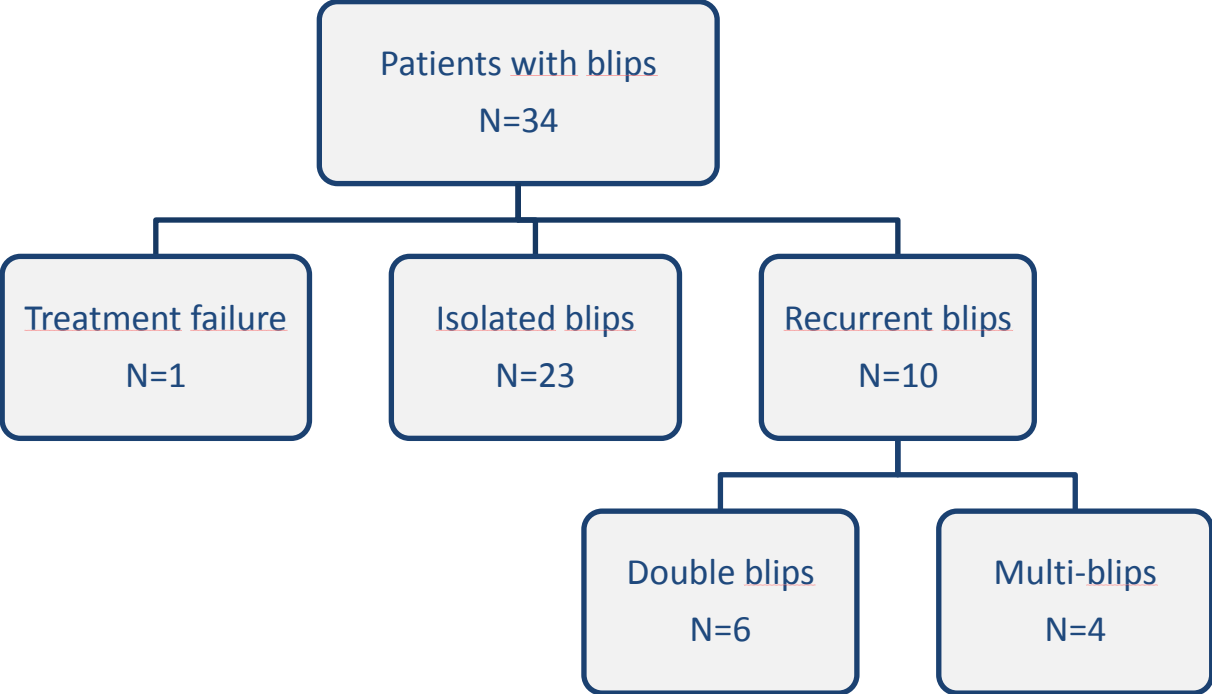 Patients with blips
N=34
Treatment failure
N=1
Isolated blips
N=23
Recurrent blips
N=10
Double blips
N=6
Multi-blips
N=4